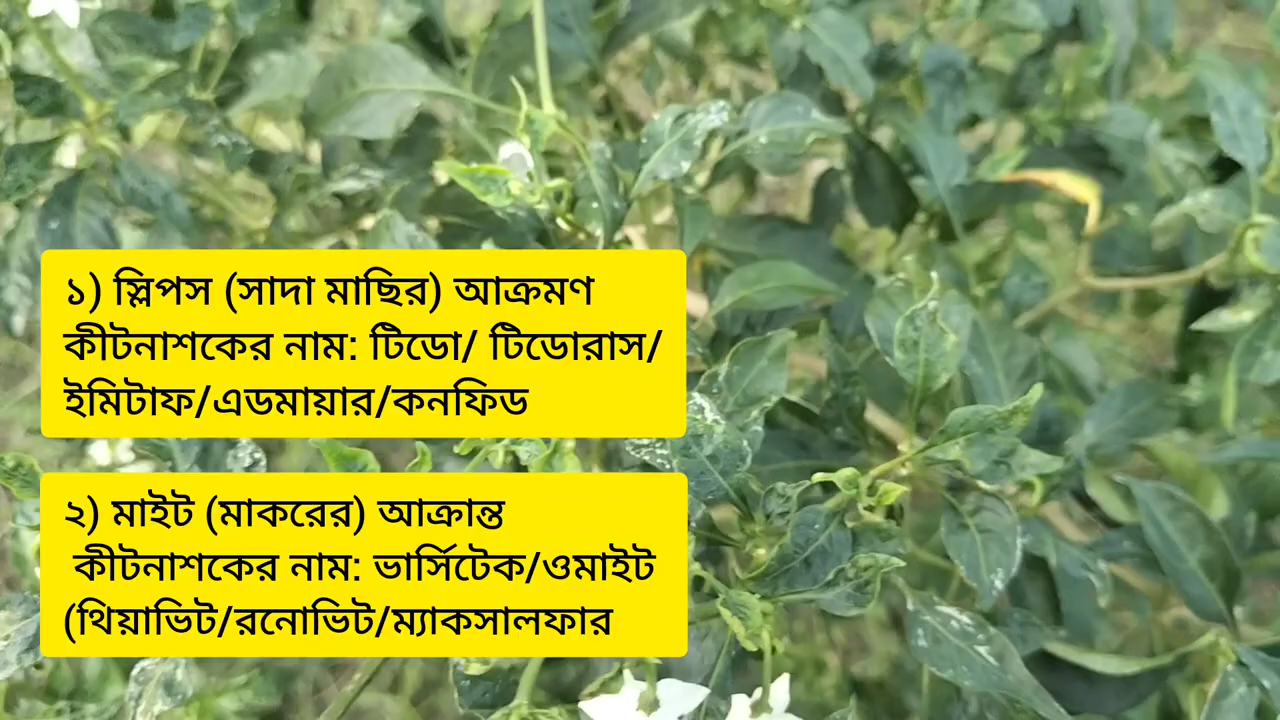 ১) স্লিপস (সাদা মাছির) আক্রমণ
কীটনাশকের নাম: টিডো/ টিডোরাস/
ইমিটাফ/এডমায়ার/কনফিড
২) মাইট (মাকরের) আক্রান্ত
কীটনাশকের নাম: ভার্সিটেক/ওমাইট
(থিয়াভিট/রনোভিট/ম্যাকসালফার